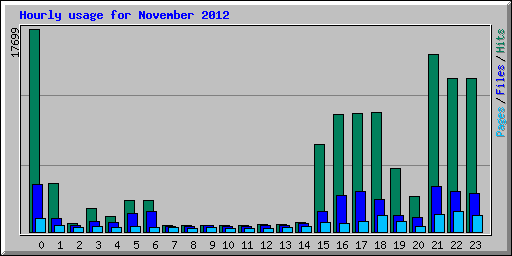 Hourly usage for November 2012
17699
Pages/Files/Hits
0 1 2 3 4 5 6 7 8 9 10 11 12 13 14 15 16 17 18 19 20 21 22 23